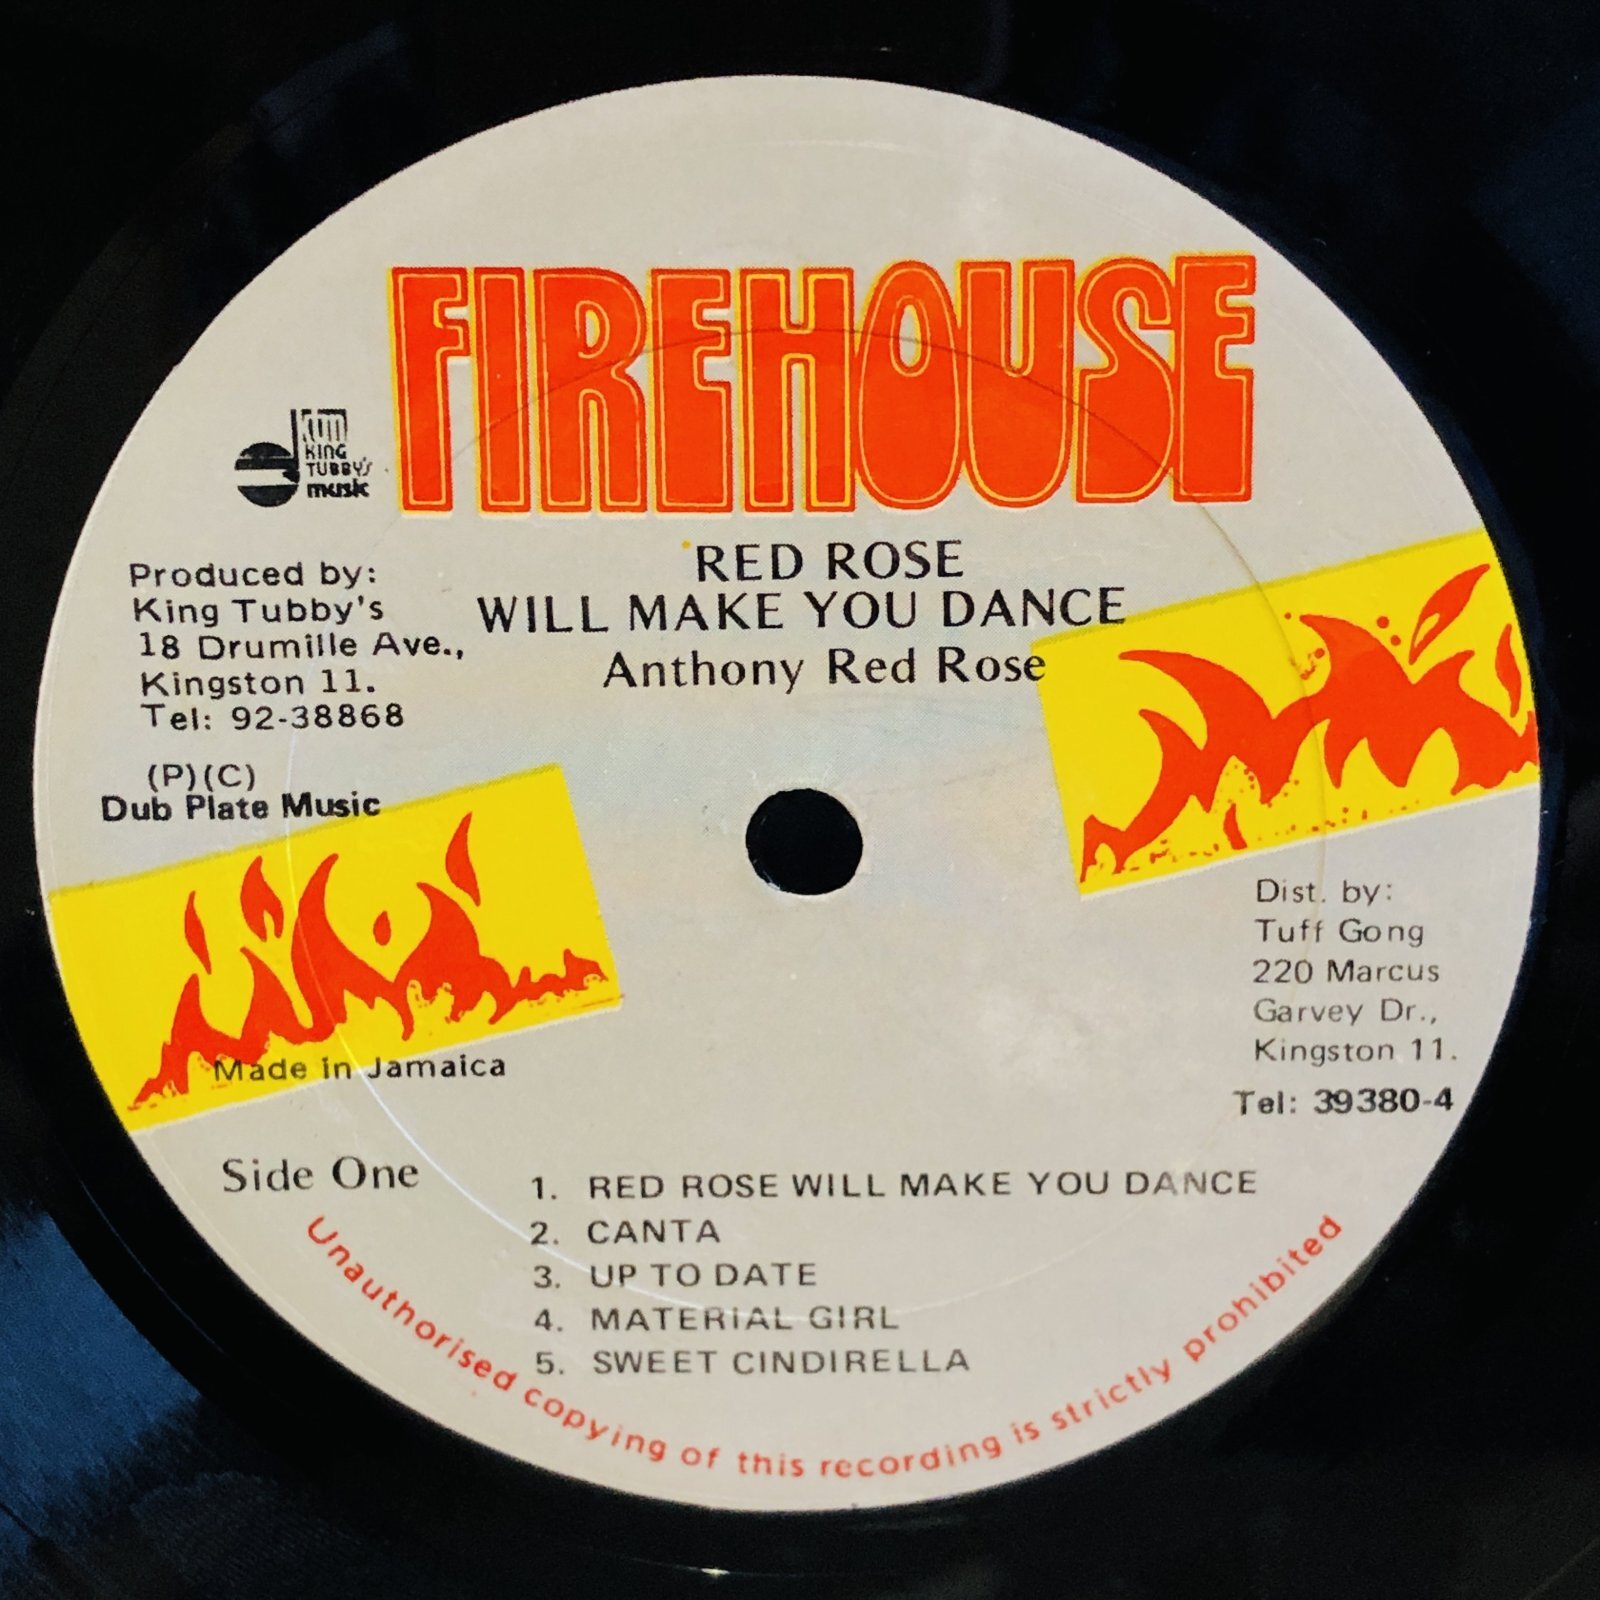 FIREHOUSE
KING
TUBBY'S
music
RED ROSE
WILL MAKE YOU DANCE
Anthony Red Rose
Produced by:
King Tubby's
18 Drumille Ave.,
Kingston 11.
Tel: 92-38868
(P)(C)
Dub Plate Music
Made in Jamaica
Dist. by:
Tuff Gong
220 Marcus
Garvey Dr.,
Kingston 11.
Tel: 39380-4
Side One
1. RED ROSE WILL MAKE YOU DANCE
2. CANTA
3. UP TO DATE
4. MATERIAL GIRL
5. SWEET CINDIRELLA
Unauthorised copying of this recording is strictly prohibited